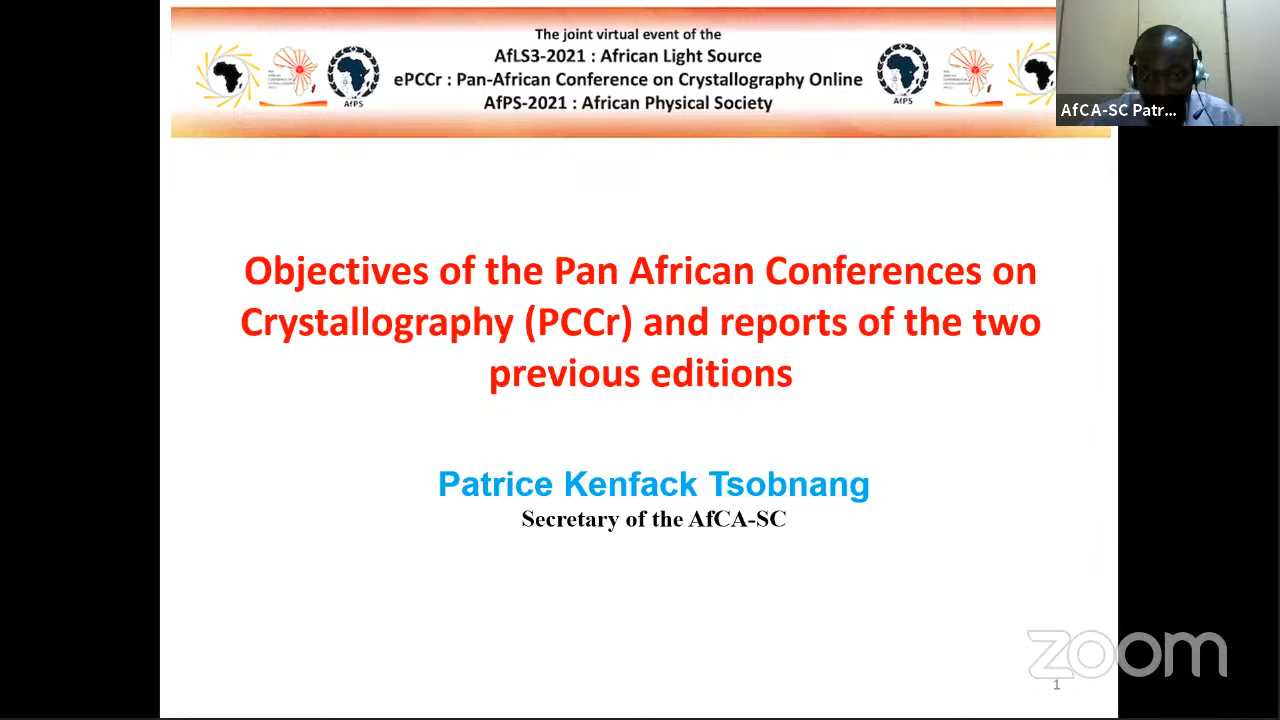 The joint virtual event of the
AfLS3-2021 : African Light Source
ePCCr : Pan-African Conference on Crystallography Online
AfPS-2021 : African Physical Society
AfPS
AfPS
AfCA-SC Patr...
Objectives of the Pan African Conferences on
Crystallography (PCCr) and reports of the two
previous editions
Patrice Kenfack Tsobnang
Secretary of the AfCA-SC
zoom
1